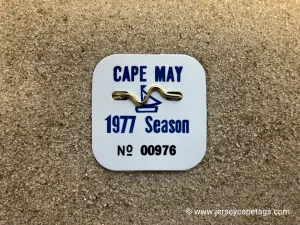 CAPE MAY
1977 Season
Nº 00976
© www.jerseycapetags.com